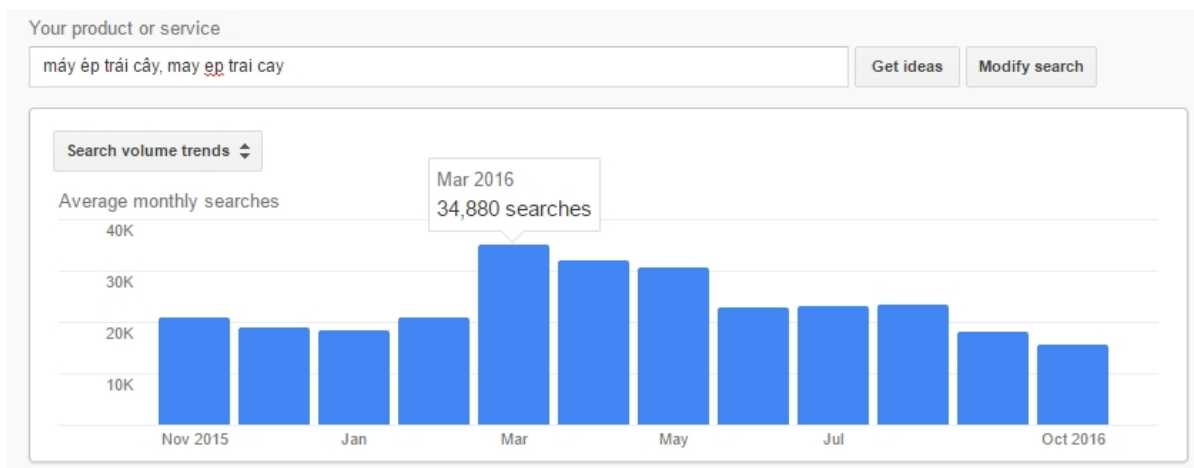 Your product or service
máy ép trái cây, may ep trai cay
Get ideas
Modify search
Search volume trends
Mar 2016
34,880 searches
Average monthly searches
40K
30K
20K
10K
Nov 2015
Jan
Mar
May
Jul
Oct 2016